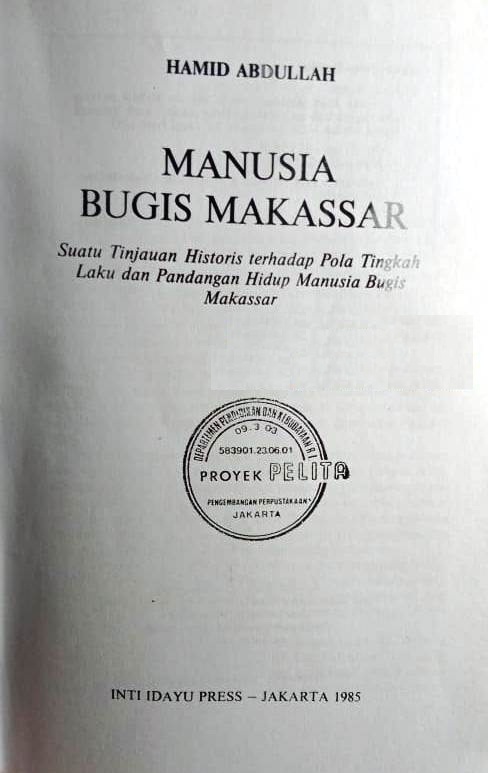 HAMID ABDULLAH
MANUSIA
BUGIS MAKASSAR
Suatu Tinjauan Historis terhadap Pola Tingkah
Laku dan Pandangan Hidup Manusia Bugis
Makassar
DEPARTEMEN PENDIDIKAN DAN KEBUDAYAAN R.I.
09.3 03
583901.23.06.01
PROYEK PELITA
PENGEMBANGAN PERPUSTAKAAN
JAKARTA
INTI IDAYU PRESS – JAKARTA 1985